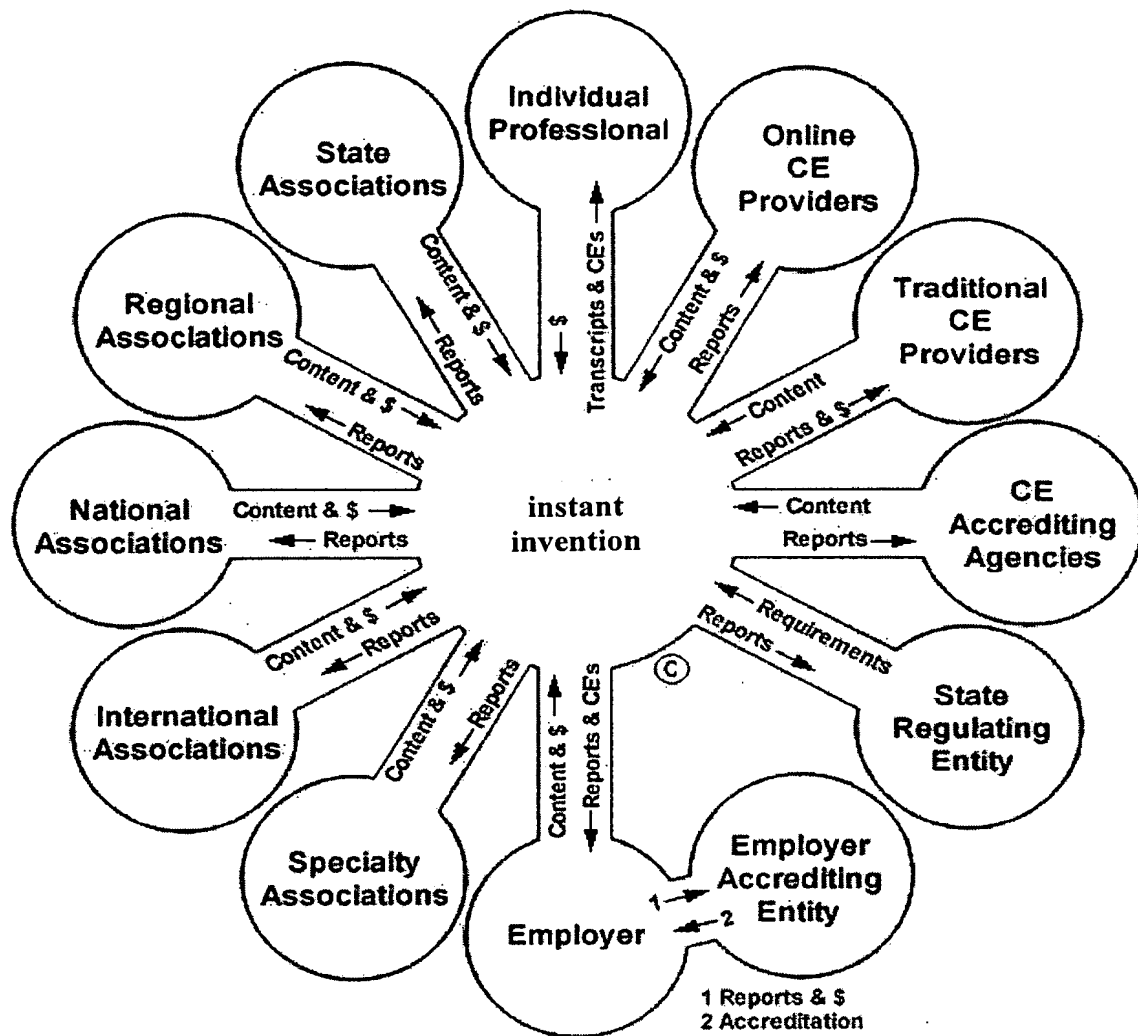 Individual
Professional
$
Transcripts & CE's
Online
CE
Providers
Content & $
Reports
Traditional
CE
Providers
Content
Reports & $
CE
Accrediting
Agencies
Content
Reports
State
Regulating
Entity
Requirements
Reports
Employer
Accrediting
Entity
1
2
1 Reports & $
2 Accreditation
Employer
Content & $
Reports & CEs
C
Specialty
Associations
Content & $
Reports
International
Associations
Content & $
Reports
National
Associations
Content & $
Reports
Regional
Associations
Content & $
Reports
State
Associations
Content & $
Reports
instant
invention